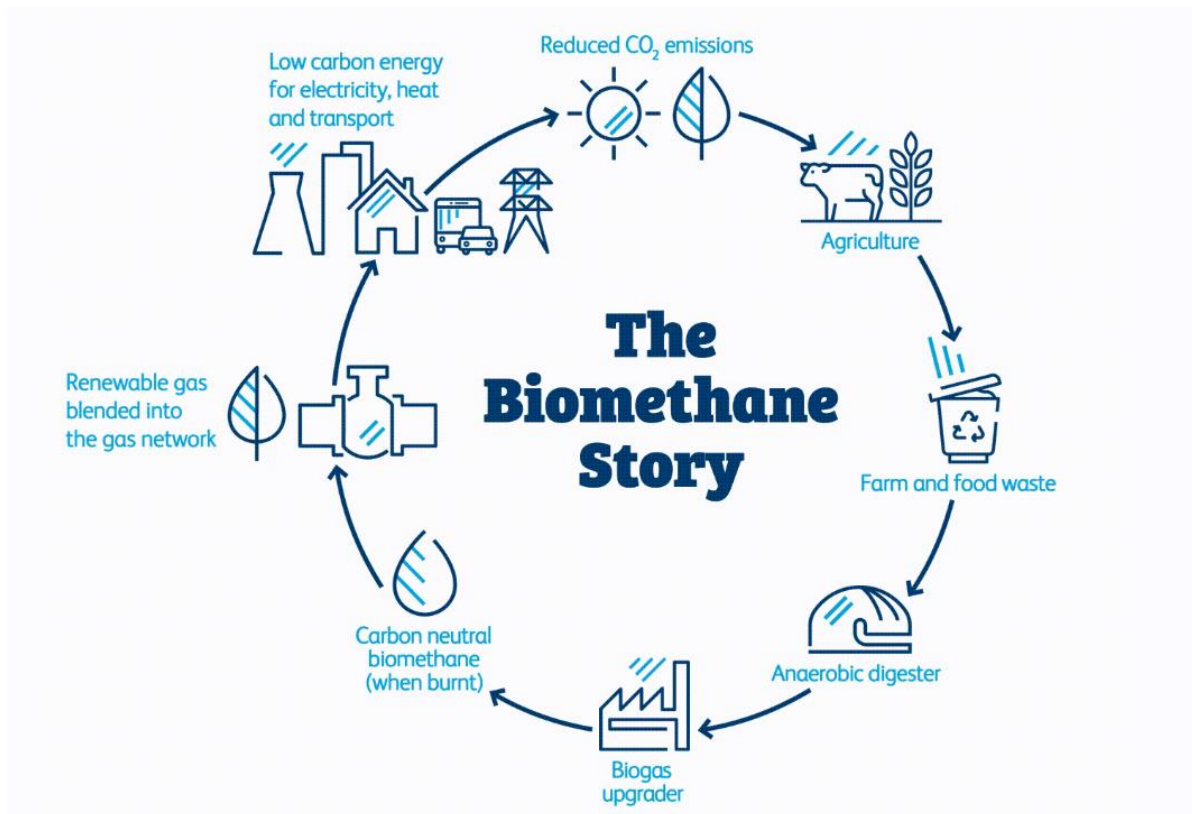 Reduced CO₂ emissions
Low carbon energy
for electricity, heat
and transport
Agriculture
The
Biomethane
Story
Renewable gas
blended into
the gas network
Farm and food waste
Carbon neutral
biomethane
(when burnt)
Anaerobic digester
Biogas
upgrader